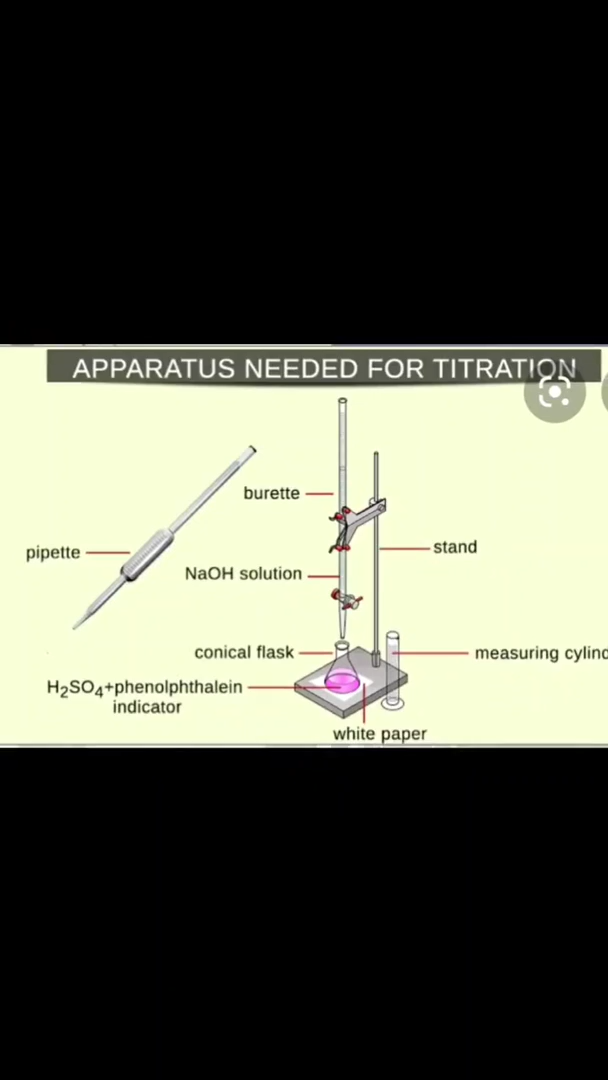 APPARATUS NEEDED FOR TITRATION
burette
pipette
stand
NaOH solution
conical flask
measuring cylind
H₂SO₄+phenolphthalein
indicator
white paper